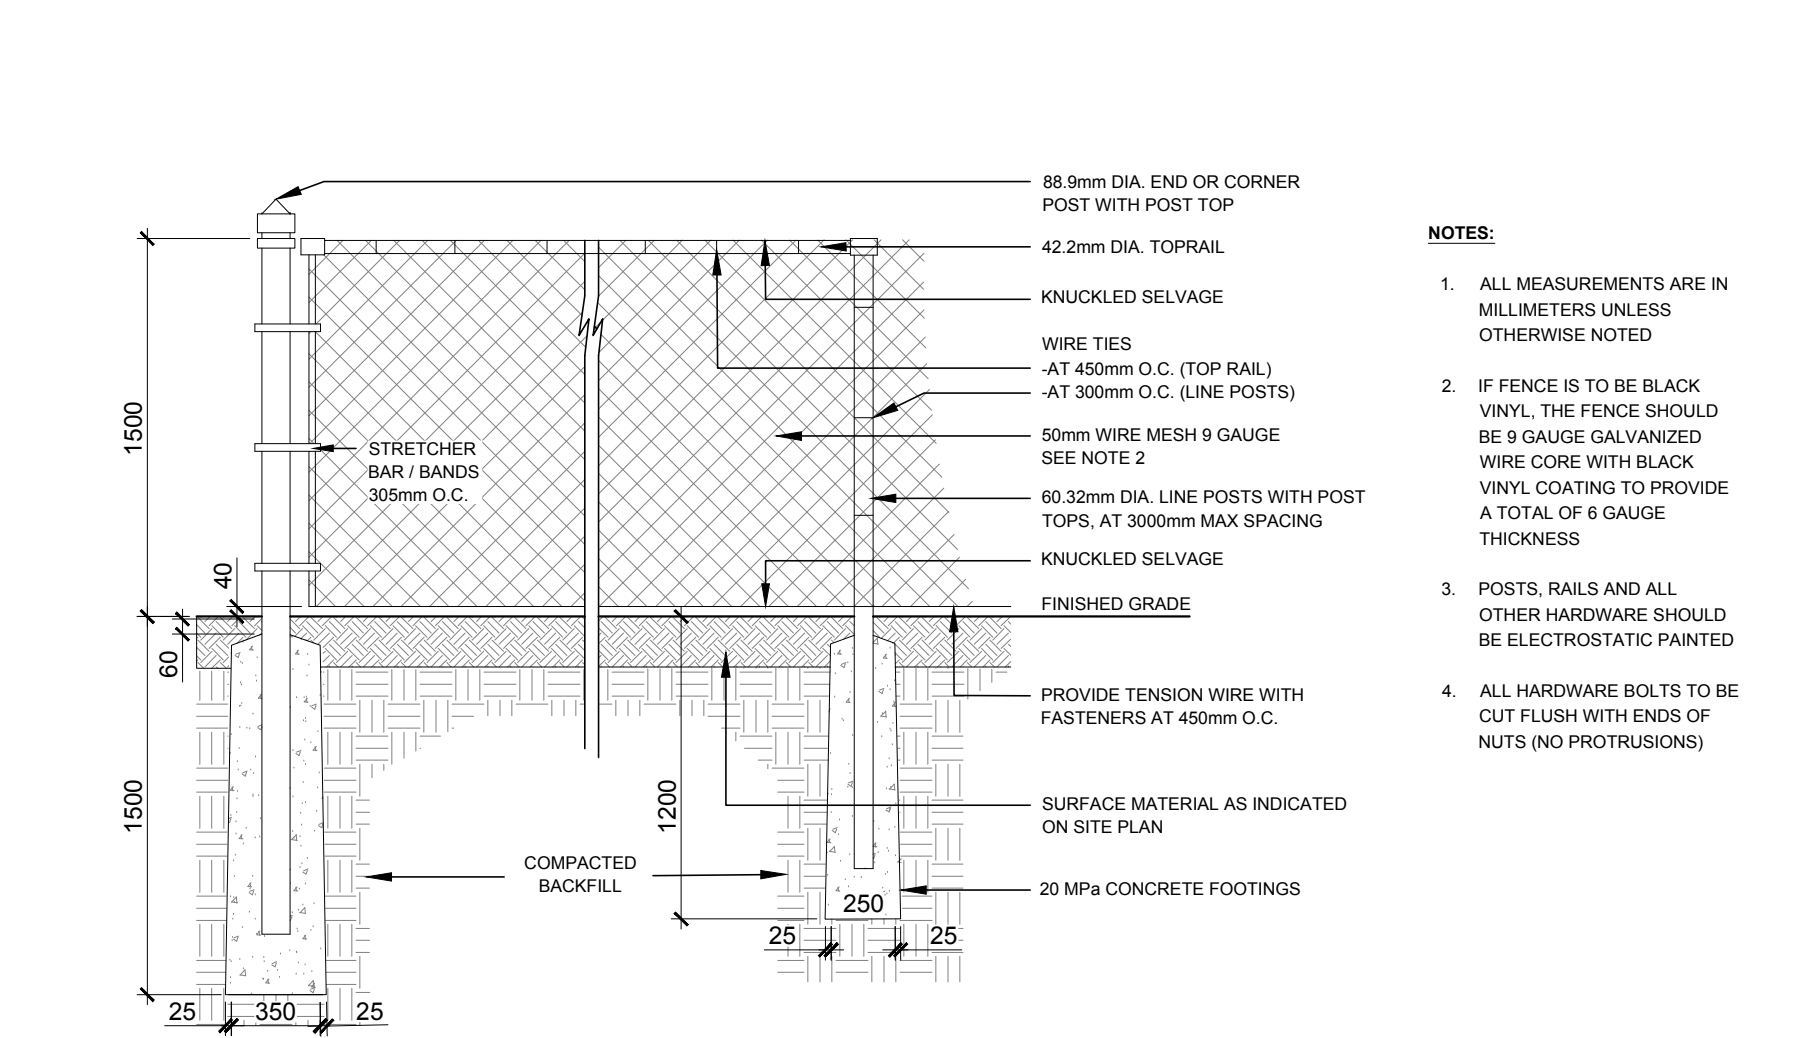 88.9mm DIA. END OR CORNER
POST WITH POST TOP
42.2mm DIA. TOPRAIL
KNUCKLED SELVAGE
WIRE TIES
-AT 450mm O.C. (TOP RAIL)
-AT 300mm O.C. (LINE POSTS)
50mm WIRE MESH 9 GAUGE
SEE NOTE 2
60.32mm DIA. LINE POSTS WITH POST
TOPS, AT 3000mm MAX SPACING
KNUCKLED SELVAGE
FINISHED GRADE
PROVIDE TENSION WIRE WITH
FASTENERS AT 450mm O.C.
SURFACE MATERIAL AS INDICATED
ON SITE PLAN
20 MPa CONCRETE FOOTINGS
STRETCHER
BAR / BANDS
305mm O.C.
COMPACTED
BACKFILL
1500
40
60
1500
1200
250
25
25
25
350
25
NOTES:
1. ALL MEASUREMENTS ARE IN
MILLIMETERS UNLESS
OTHERWISE NOTED
2. IF FENCE IS TO BE BLACK
VINYL, THE FENCE SHOULD
BE 9 GAUGE GALVANIZED
WIRE CORE WITH BLACK
VINYL COATING TO PROVIDE
A TOTAL OF 6 GAUGE
THICKNESS
3. POSTS, RAILS AND ALL
OTHER HARDWARE SHOULD
BE ELECTROSTATIC PAINTED
4. ALL HARDWARE BOLTS TO BE
CUT FLUSH WITH ENDS OF
NUTS (NO PROTRUSIONS)